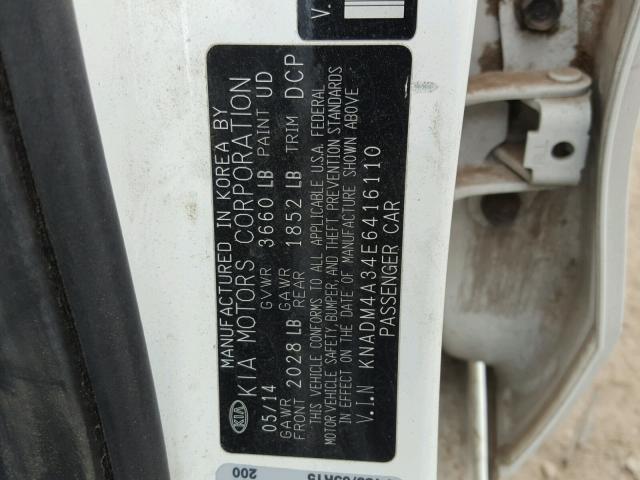 KIA
MANUFACTURED IN KOREA BY
KIA MOTORS CORPORATION
05/14 GVWR 3660 LB PAINT UD
GAWR FRONT 2028 LB GAWR REAR 1852 LB TRIM DCP
THIS VEHICLE CONFORMS TO ALL APPLICABLE U.S.A. FEDERAL
MOTOR VEHICLE SAFETY, BUMPER, AND THEFT PREVENTION STANDARDS
IN EFFECT ON THE DATE OF MANUFACTURE SHOWN ABOVE
V.I.N KNADM4A34E6416110
PASSENGER CAR
200